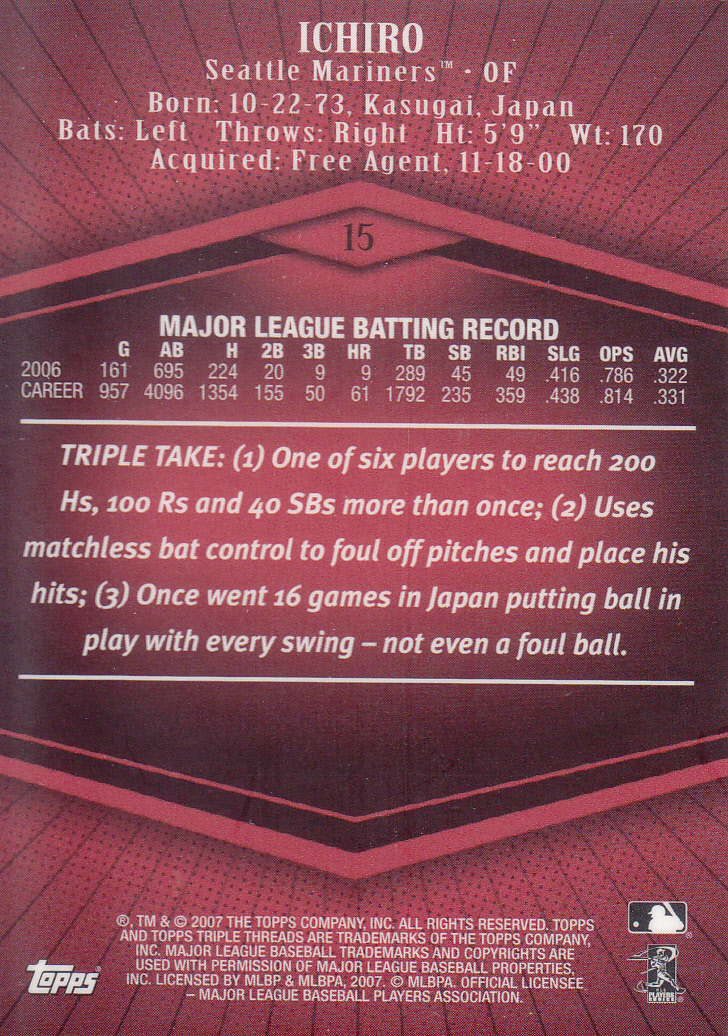 ICHIRO
Seattle Mariners™ · OF
Born: 10-22-73, Kasugai, Japan
Bats: Left Throws: Right Ht: 5'9” Wt: 170
Acquired: Free Agent, 11-18-00
15
MAJOR LEAGUE BATTING RECORD
G AB H 2B 3B HR TB SB RBI SLG OPS AVG
2006 161 695 224 20 9 9 289 45 49 .416 .786 .322
CAREER 957 4096 1354 155 50 61 1792 235 359 .438 .814 .331
TRIPLE TAKE: (1) One of six players to reach 200
Hs, 100 Rs and 40 SBs more than once; (2) Uses
matchless bat control to foul off pitches and place his
hits; (3) Once went 16 games in Japan putting ball in
play with every swing – not even a foul ball.
®, TM & © 2007 THE TOPPS COMPANY, INC. ALL RIGHTS RESERVED. TOPPS
AND TOPPS TRIPLE THREADS ARE TRADEMARKS OF THE TOPPS COMPANY,
INC. MAJOR LEAGUE BASEBALL TRADEMARKS AND COPYRIGHTS ARE
USED WITH PERMISSION OF MAJOR LEAGUE BASEBALL PROPERTIES,
INC. LICENSED BY MLBP & MLBPA, 2007. © MLBPA. OFFICIAL LICENSEE
– MAJOR LEAGUE BASEBALL PLAYERS ASSOCIATION.
topps®